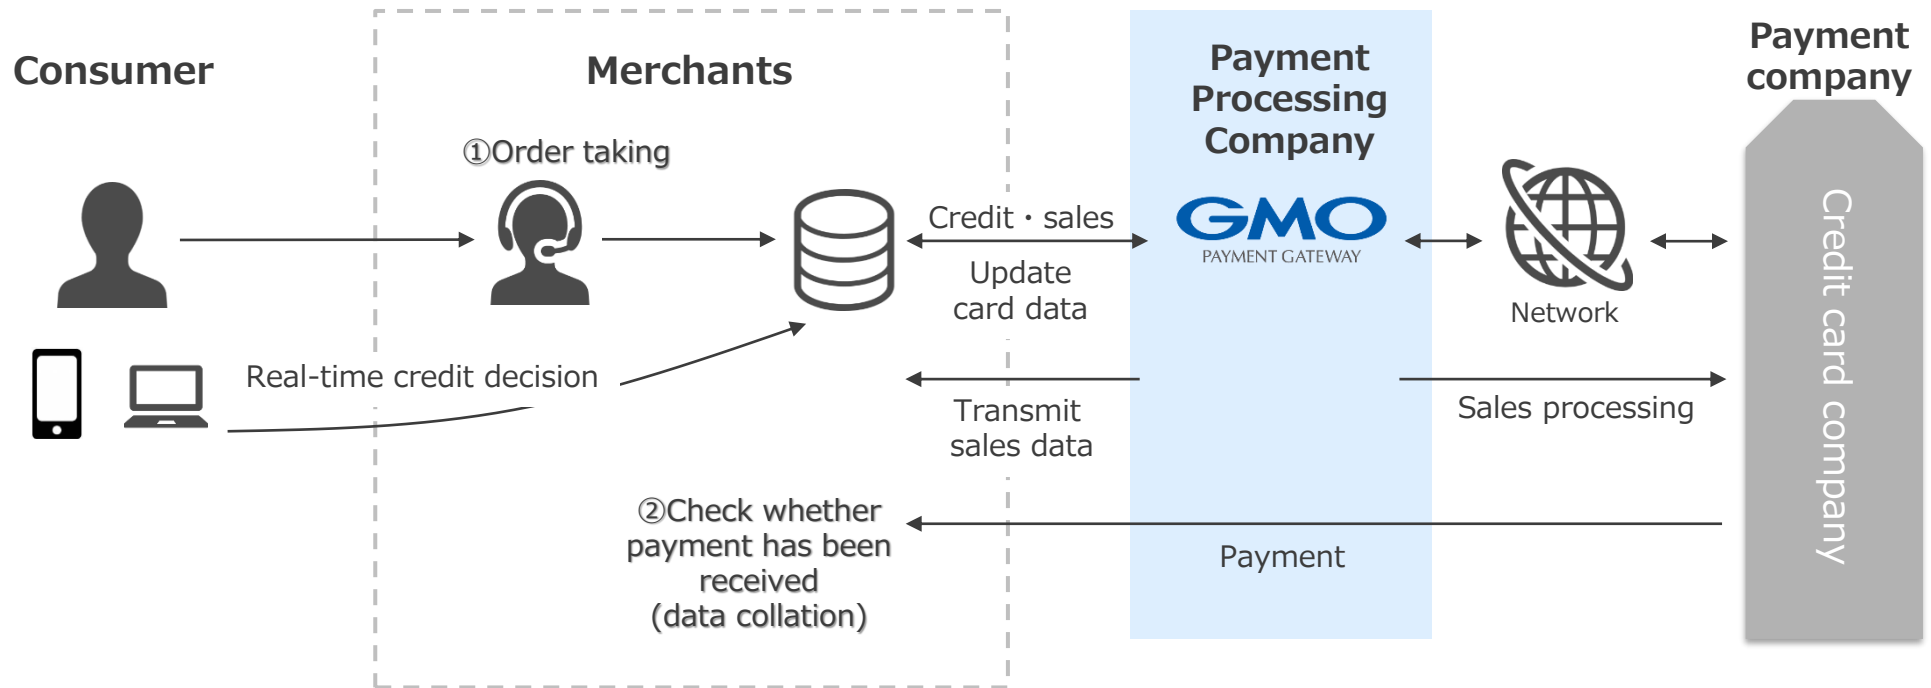 Consumer
Merchants
Payment
Processing
Company
Payment
company
①Order taking
Credit・sales
Update
card data
GMO
PAYMENT GATEWAY
Network
Credit card company
Real-time credit decision
Transmit
sales data
Sales processing
②Check whether
payment has been
received
(data collation)
Payment